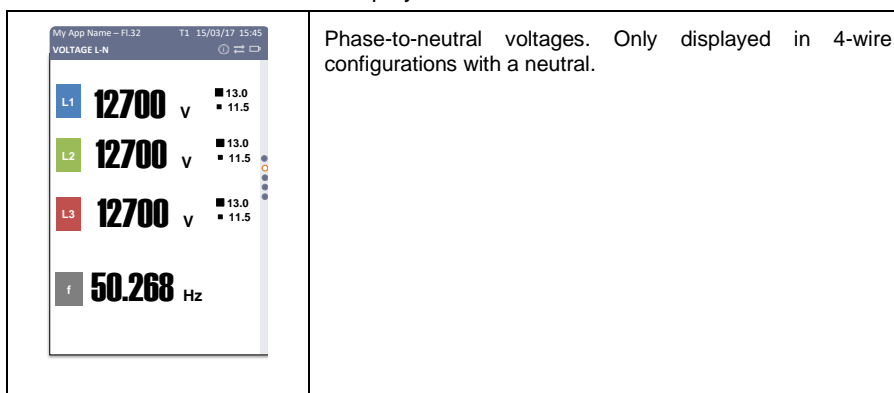 My App Name – Fl.32 T1 15/03/17 15:45
VOLTAGE L-N
L1 12700 V ■ 13.0
▪ 11.5
L2 12700 V ■ 13.0
▪ 11.5
L3 12700 V ■ 13.0
▪ 11.5
f 50.268 Hz
Phase-to-neutral voltages. Only displayed in 4-wire
configurations with a neutral.